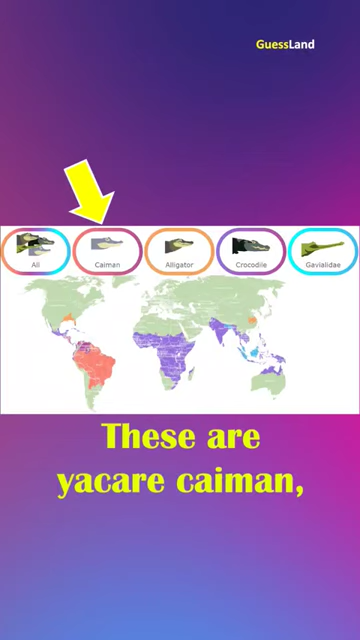 GuessLand
All
Caiman
Alligator
Crocodile
Gavialidae
These are
yacare caiman,